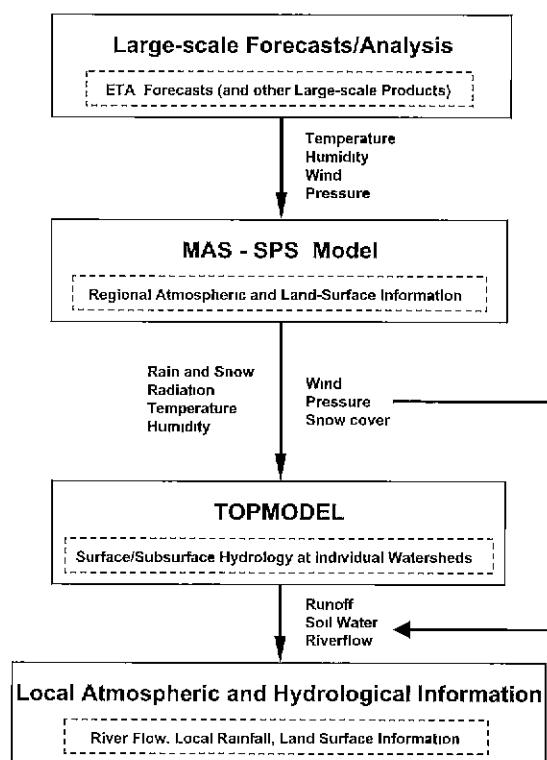 Large-scale Forecasts/Analysis
ETA Forecasts (and other Large-scale Products)
Temperature
Humidity
Wind
Pressure
MAS - SPS Model
Regional Atmospheric and Land-Surface Information
Rain and Snow
Radiation
Temperature
Humidity
Wind
Pressure
Snow cover
TOPMODEL
Surface/Subsurface Hydrology at individual Watersheds
Runoff
Soil Water
Riverflow
Local Atmospheric and Hydrological Information
River Flow. Local Rainfall, Land Surface Information